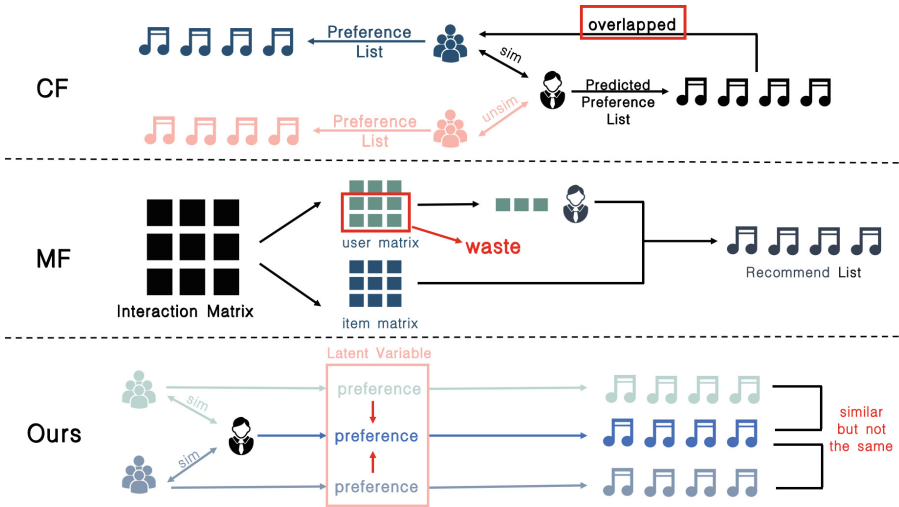 overlapped
Preference
List
sim
CF
Predicted
Preference
List
unsim
Preference
List
MF
user matrix
waste
Interaction Matrix
item matrix
Recommend List
Latent Variable
preference
sim
Ours
preference
similar
but not
the same
sim
preference